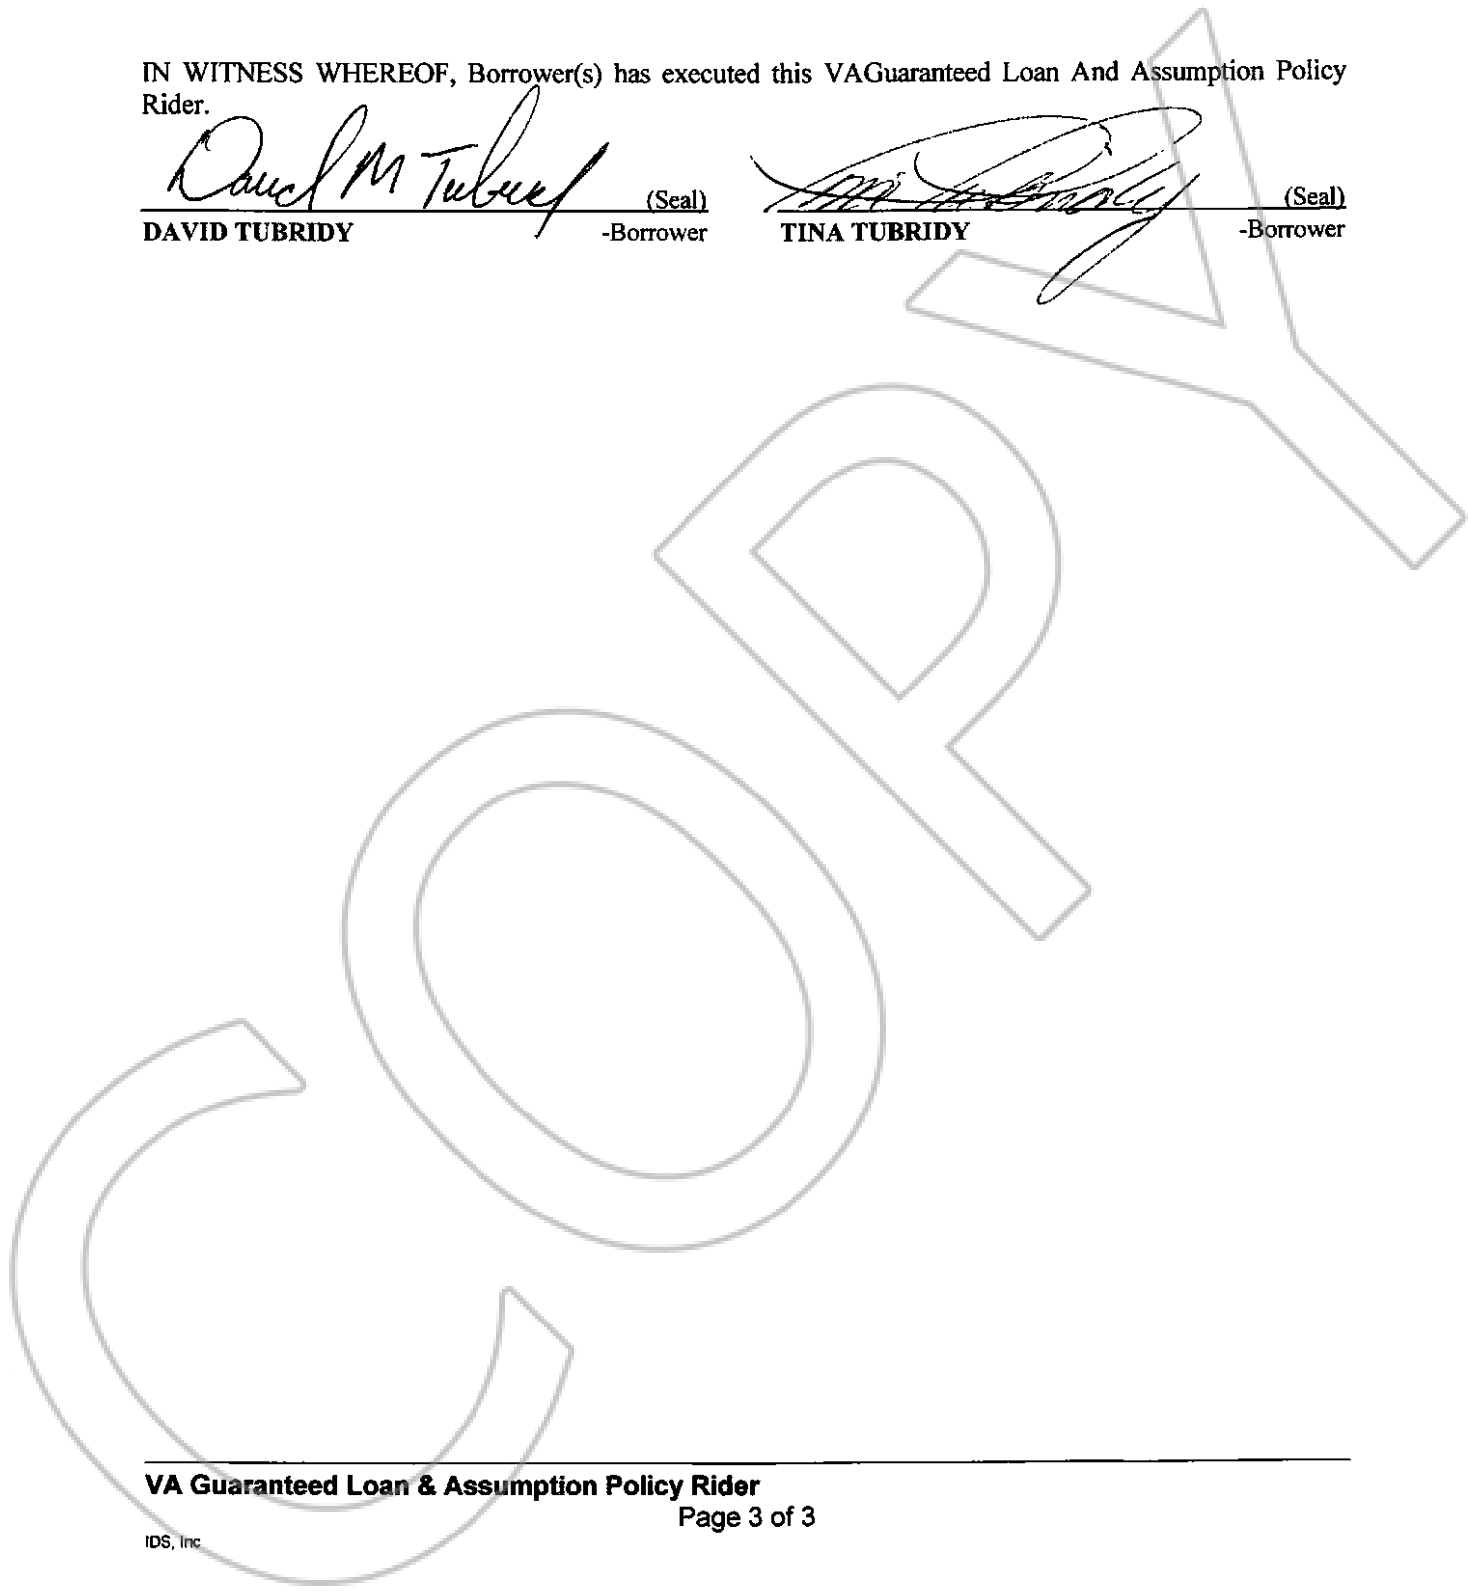 IN WITNESS WHEREOF, Borrower(s) has executed this VAGuaranteed Loan And Assumption Policy
Rider.
David M Tubridy (Seal) (Seal)
DAVID TUBRIDY -Borrower TINA TUBRIDY -Borrower
COPY
VA Guaranteed Loan & Assumption Policy Rider
Page 3 of 3
IDS, Inc